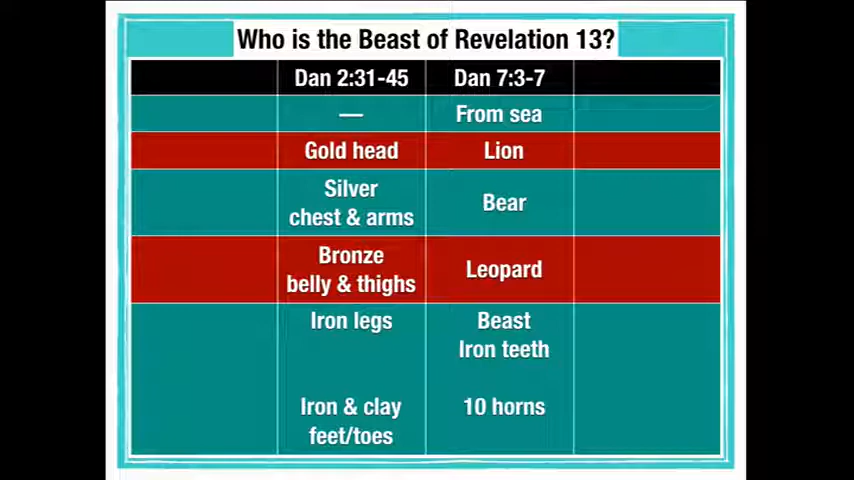 Who is the Beast of Revelation 13?
Dan 2:31-45 Dan 7:3-7
— From sea
Gold head Lion
Silver
chest & arms Bear
Bronze
belly & thighs Leopard
Iron legs Beast
Iron teeth
Iron & clay 10 horns
feet/toes